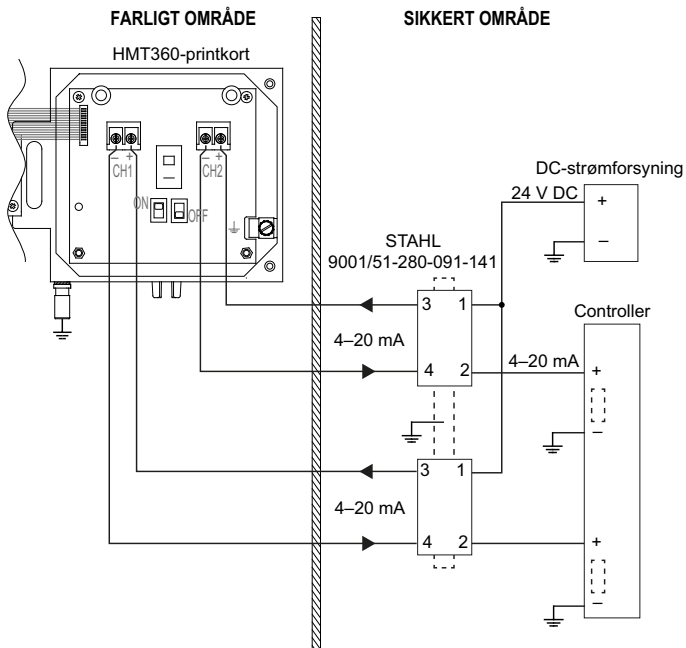 FARLIGT OMRÅDE
SIKKERT OMRÅDE
HMT360-printkort
– +
CH1
– +
CH2
ON
OFF
DC-strømforsyning
24 V DC
+
–
STAHL
9001/51-280-091-141
Controller
3 1
4–20 mA
4 2
4–20 mA
+
–
3 1
4–20 mA
4 2
+
–